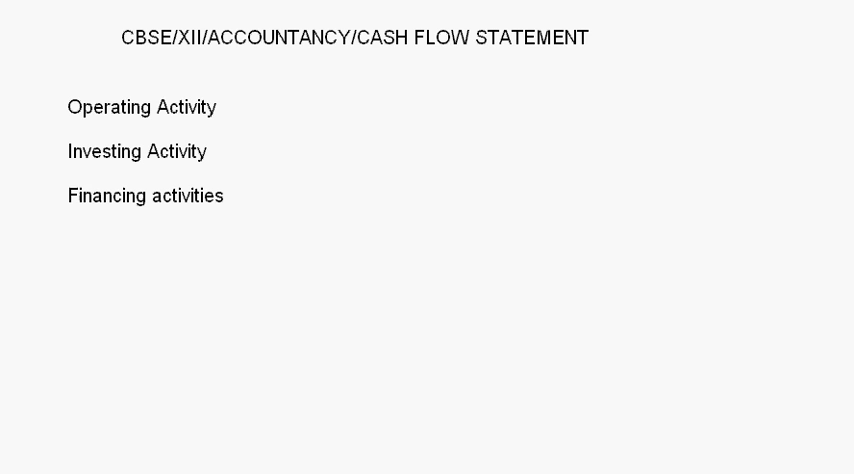 CBSE/XII/ACCOUNTANCY/CASH FLOW STATEMENT
Operating Activity
Investing Activity
Financing activities